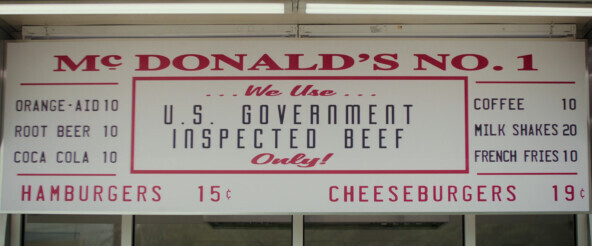 McDONALD'S NO. 1
ORANGE-AID 10
ROOT BEER 10
COCA COLA 10
...We Use...
U.S. GOVERNMENT
INSPECTED BEEF
Only!
COFFEE 10
MILK SHAKES 20
FRENCH FRIES 10
HAMBURGERS 15¢
CHEESEBURGERS 19¢